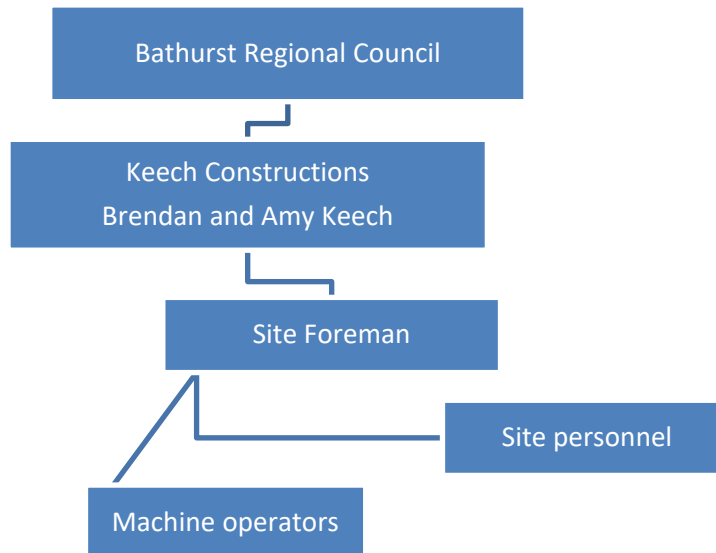 Bathurst Regional Council
Keech Constructions
Brendan and Amy Keech
Site Foreman
Site personnel
Machine operators